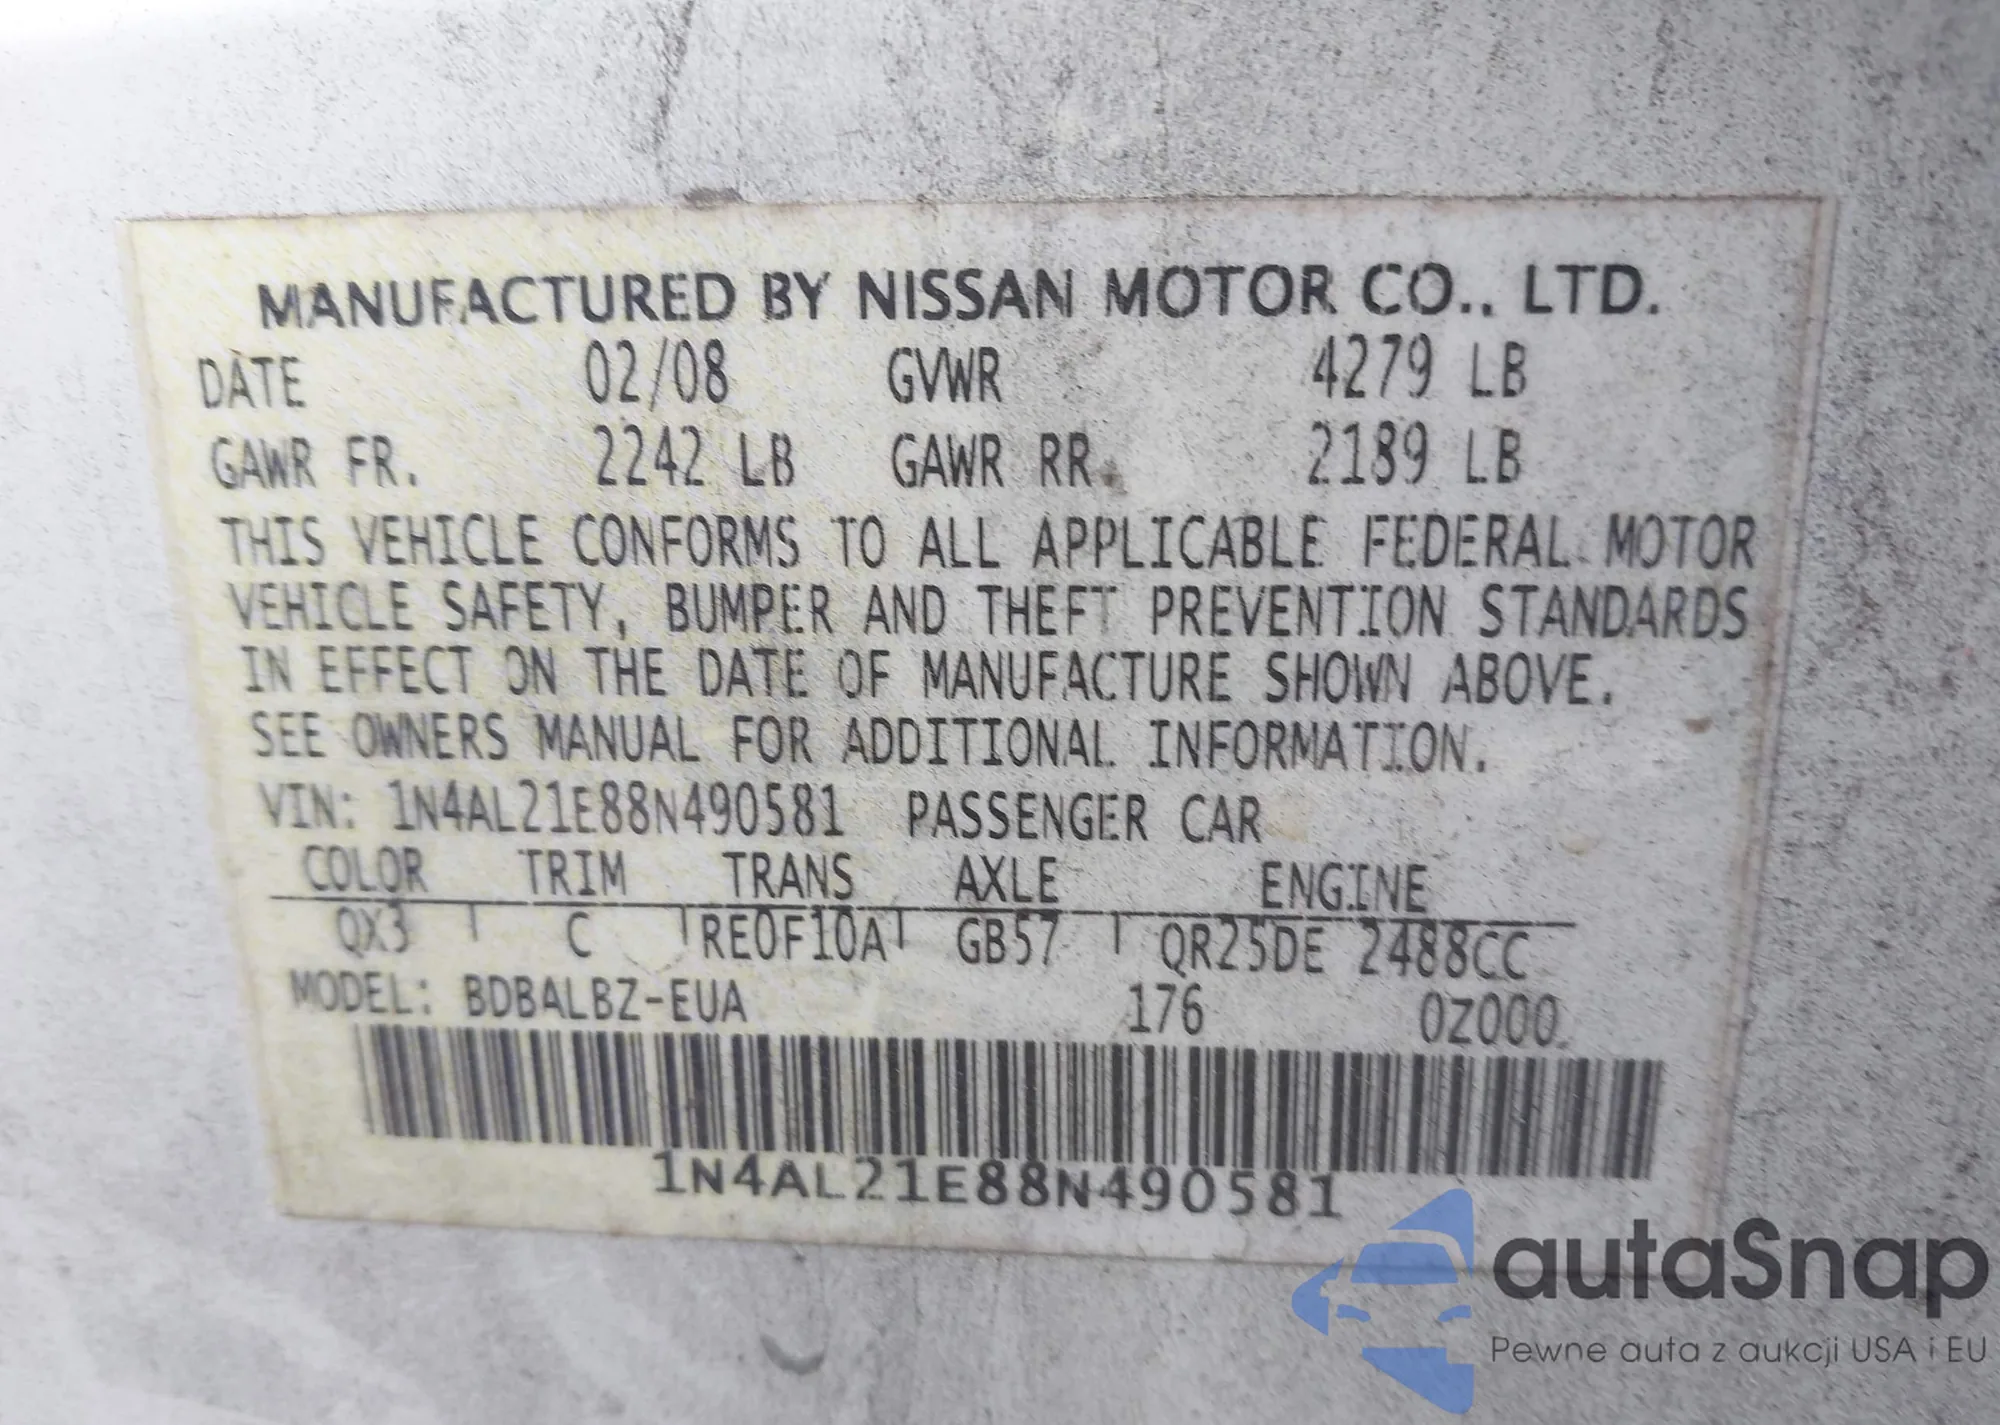 MANUFACTURED BY NISSAN MOTOR CO., LTD.
DATE 02/08 GVWR 4279 LB
GAWR FR. 2242 LB GAWR RR. 2189 LB
THIS VEHICLE CONFORMS TO ALL APPLICABLE FEDERAL MOTOR
VEHICLE SAFETY, BUMPER AND THEFT PREVENTION STANDARDS
IN EFFECT ON THE DATE OF MANUFACTURE SHOWN ABOVE.
SEE OWNERS MANUAL FOR ADDITIONAL INFORMATION.
VIN: 1N4AL21E88N490581 PASSENGER CAR
COLOR TRIM TRANS AXLE ENGINE
QX3 C RE0F10A GB57 QR25DE 2488CC
MODEL: BDBALBZ-EUA 176 0Z000
1N4AL21E88N490581
autaSnap
Pewne auta z aukcji USA i EU